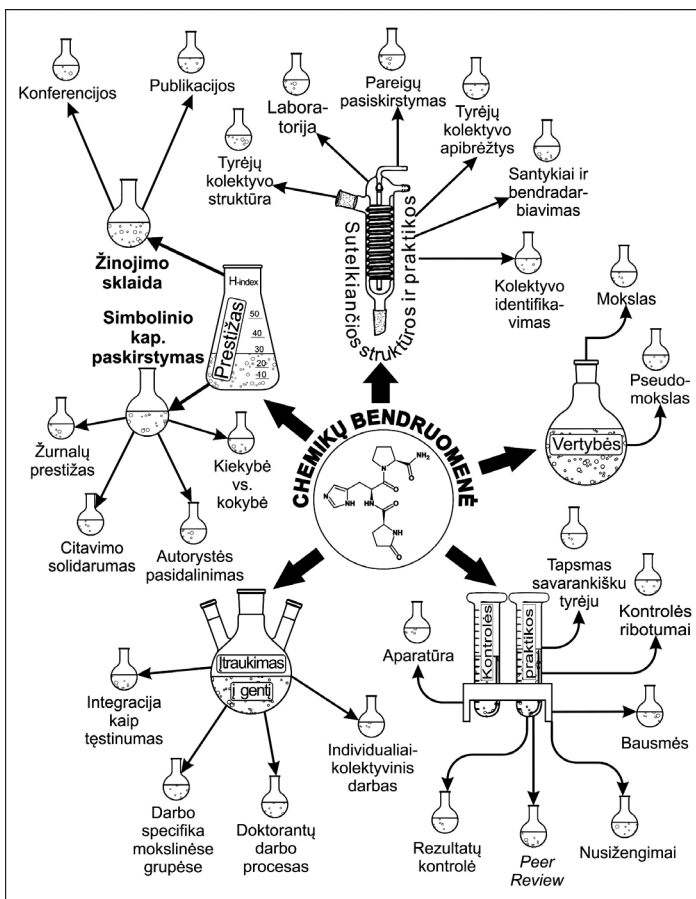 Konferencijos
Publikacijos
Labora-
torija
Pareigų
pasiskirstymas
Tyrėjų
kolektyvo
apibrėžtys
Tyrėjų
kolektyvo
struktūra
Santykiai ir
bendradar-
biavimas
Kolektyvo
identifika-
vimas
Sutelkiančios
struktūros ir praktikos
Žinojimo
sklaida
Simbolinio
kap.
paskirstymas
H-index
50
40
30
20
10
Prestižas
Mokslas
Pseudo-
mokslas
Vertybės
Žurnalų
prestižas
Kiekybė
vs.
kokybė
Citavimo
solidarumas
Autorystės
pasidalinimas
CHEMIKŲ BENDRUOMENĖ
N
O
NH2
N
O
N
H
HN
O
NH
O
Įtraukimas
į gentį
Integracija
kaip
tęstinumas
Darbo
specifika
mokslinėse
grupėse
Doktorantų
darbo
procesas
Individualiai-
kolektyvinis
darbas
Kontrolės
praktikos
Aparatūra
Tapsmas
savarankišku
tyrėju
Kontrolės
ribotumai
Bausmės
Rezultatų
kontrolė
Peer
Review
Nusižengimai